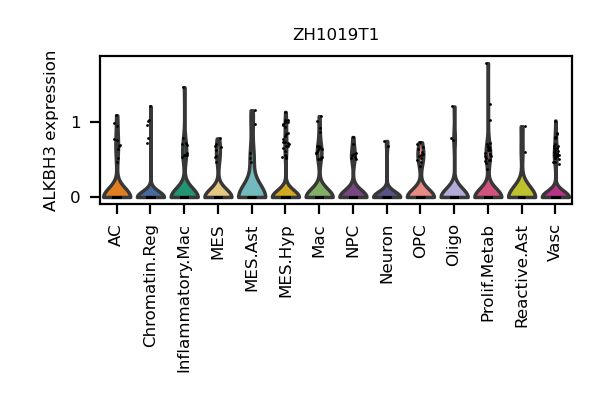 ZH1019T1
ALKBH3 expression
1
0
AC
Chromatin.Reg
Inflammatory.Mac
MES
MES.Ast
MES.Hyp
Mac
NPC
Neuron
OPC
Oligo
Prolif.Metab
Reactive.Ast
Vasc